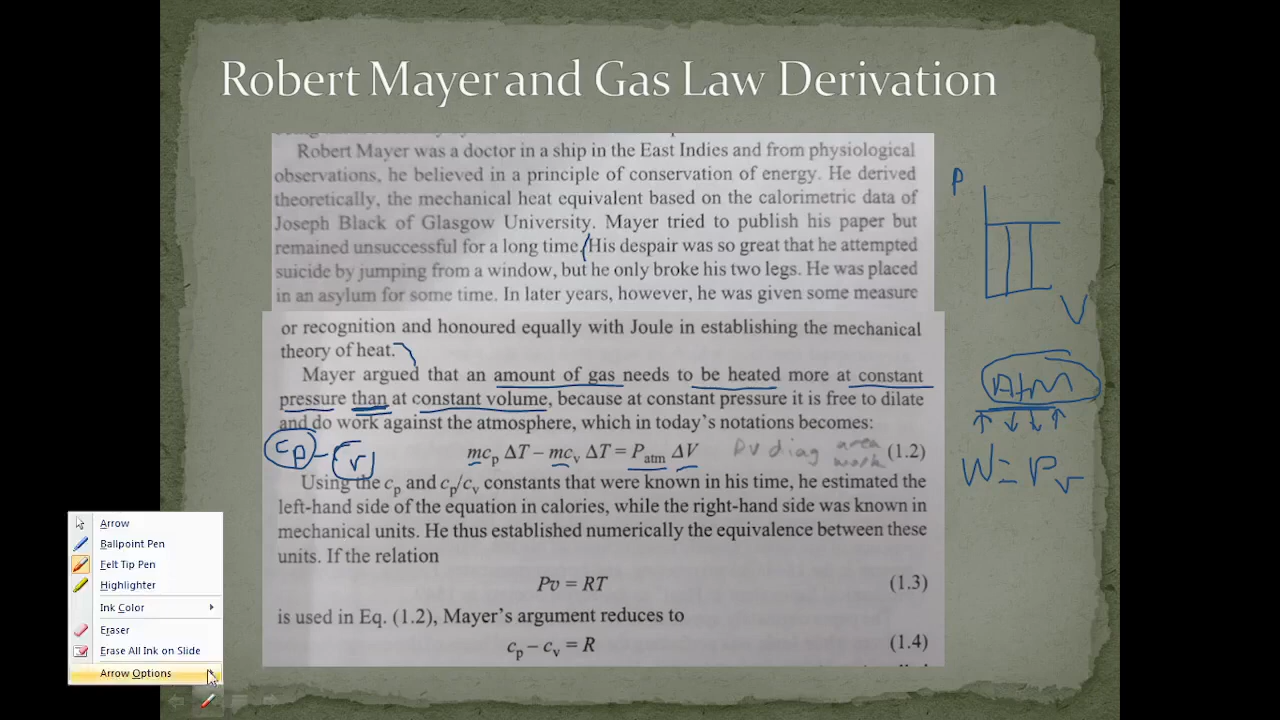 Robert Mayer and Gas Law Derivation
Robert Mayer was a doctor in a ship in the East Indies and from physiological
observations, he believed in a principle of conservation of energy. He derived
theoretically, the mechanical heat equivalent based on the calorimetric data of
Joseph Black of Glasgow University. Mayer tried to publish his paper but
remained unsuccessful for a long time. His despair was so great that he attempted
suicide by jumping from a window, but he only broke his two legs. He was placed
in an asylum for some time. In later years, however, he was given some measure
or recognition and honoured equally with Joule in establishing the mechanical
theory of heat.
Mayer argued that an amount of gas needs to be heated more at constant
pressure than at constant volume, because at constant pressure it is free to dilate
and do work against the atmosphere, which in today's notations becomes:
cp - cv
mcp ΔT − mcv ΔT = Patm ΔV (1.2)
PV diag area
work
Using the cp and cp/cv constants that were known in his time, he estimated the
left-hand side of the equation in calories, while the right-hand side was known in
mechanical units. He thus established numerically the equivalence between these
units. If the relation
Pv = RT (1.3)
is used in Eq. (1.2), Mayer's argument reduces to
cp − cv = R (1.4)
P
V
Atm
W = Pv
Arrow
Ballpoint Pen
Felt Tip Pen
Highlighter
Ink Color
Eraser
Erase All Ink on Slide
Arrow Options